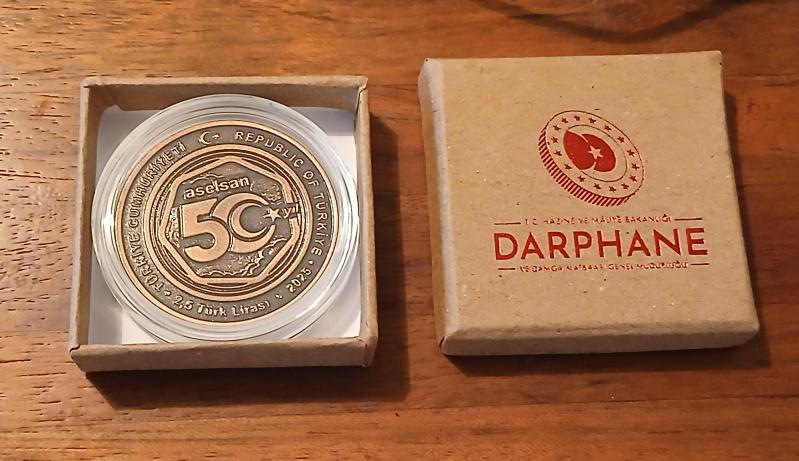 TÜRKİYE CUMHURİYETİ
REPUBLIC OF TÜRKİYE
aselsan
50
yıl
2,5 Türk Lirası
2025
T.C. HAZİNE VE MALİYE BAKANLIĞI
DARPHANE
VE DAMGA MATBAASI GENEL MÜDÜRLÜĞÜ